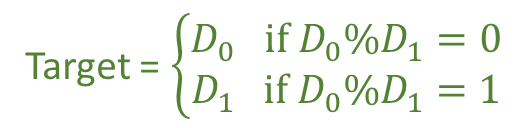 Target = { D₀ if D₀%D₁ = 0
D₁ if D₀%D₁ = 1